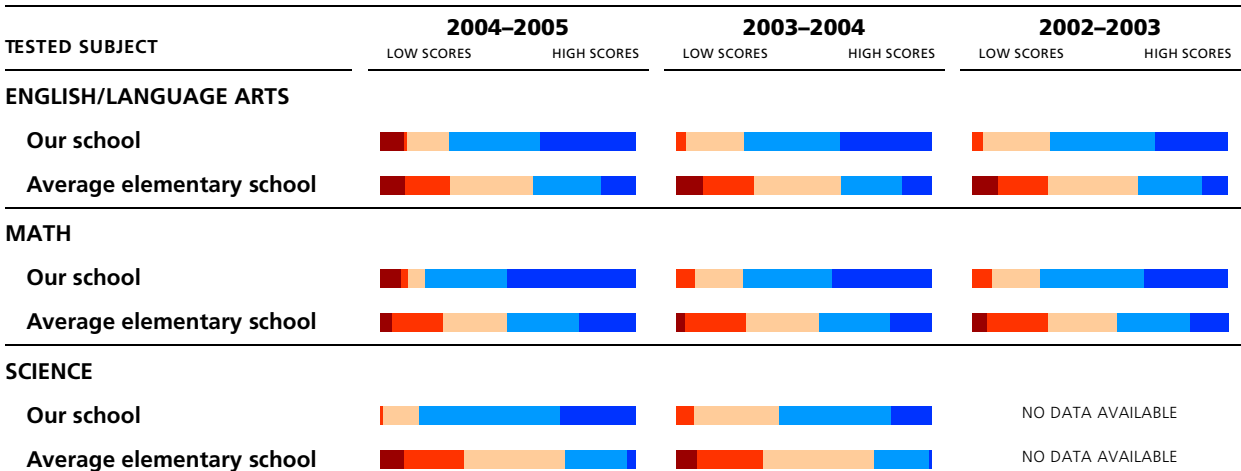 2004–2005 2003–2004 2002–2003
TESTED SUBJECT LOW SCORES HIGH SCORES LOW SCORES HIGH SCORES LOW SCORES HIGH SCORES
ENGLISH/LANGUAGE ARTS
Our school
Average elementary school
MATH
Our school
Average elementary school
SCIENCE
Our school NO DATA AVAILABLE
Average elementary school NO DATA AVAILABLE